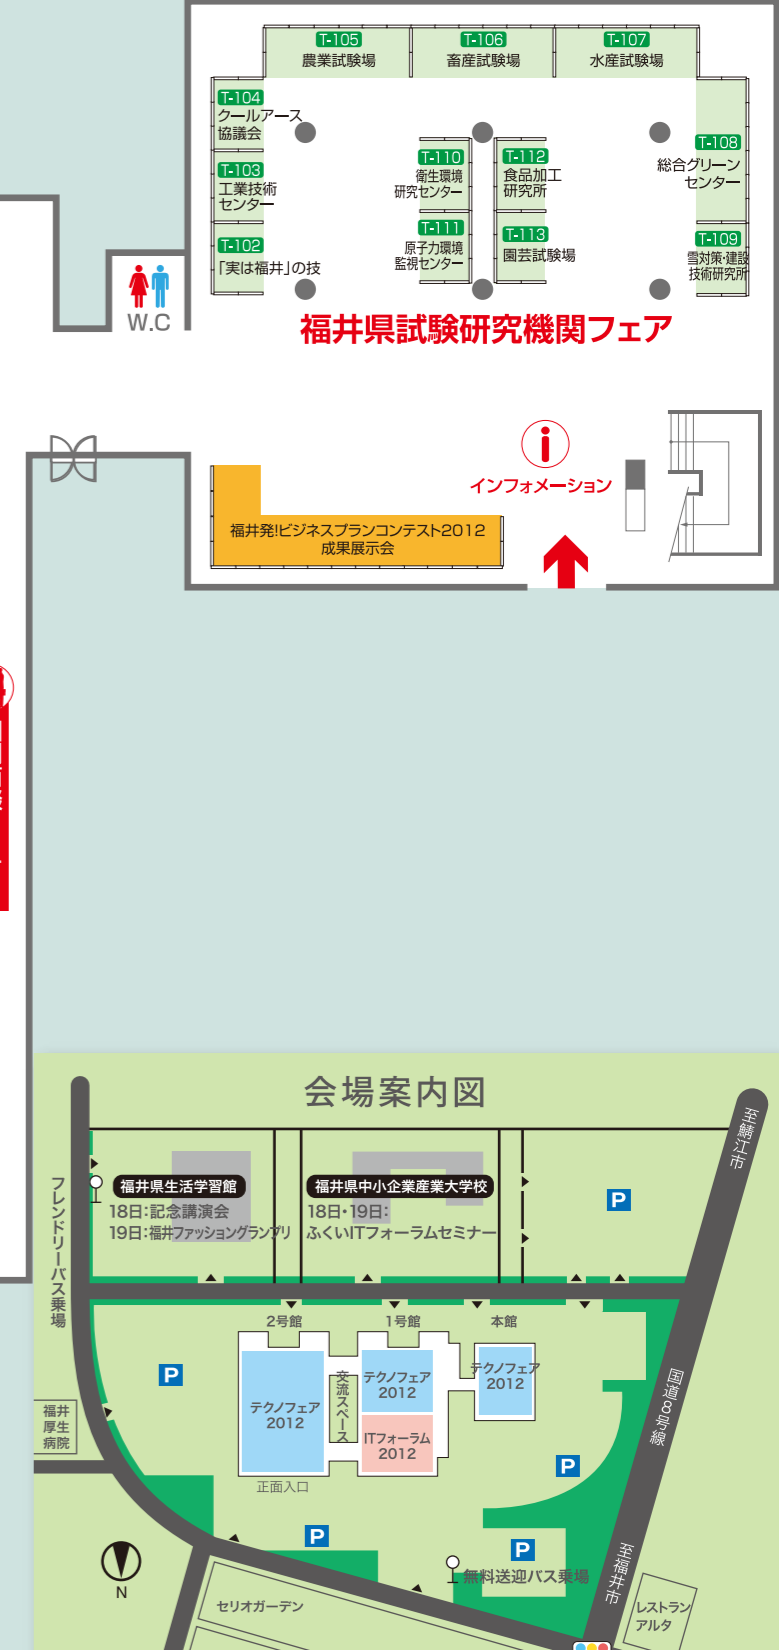 T-105
農業試験場
T-106
畜産試験場
T-107
水産試験場
T-104
クールアース
協議会
T-103
工業技術
センター
T-102
「実は福井」の技
T-110
衛生環境
研究センター
T-111
原子力環境
監視センター
T-112
食品加工
研究所
T-113
園芸試験場
T-108
総合グリーン
センター
T-109
雪対策・建設
技術研究所
W.C
福井県試験研究機関フェア
i
インフォメーション
福井発!ビジネスプランコンテスト2012
成果展示会
会場案内図
至鯖江市
フレンドリーバス乗場
福井県生活学習館
18日:記念講演会
19日:福井ファッショングランプリ
福井県中小企業産業大学校
18日・19日:
ふくいITフォーラムセミナー
P
2号館
1号館
本館
P
テクノフェア
2012
交流スペース
テクノフェア
2012
ITフォーラム
2012
テクノフェア
2012
正面入口
国道8号線
福井
厚生
病院
P
P
P
無料送迎バス乗場
至福井市
N
セリオガーデン
レストラン
アルタ